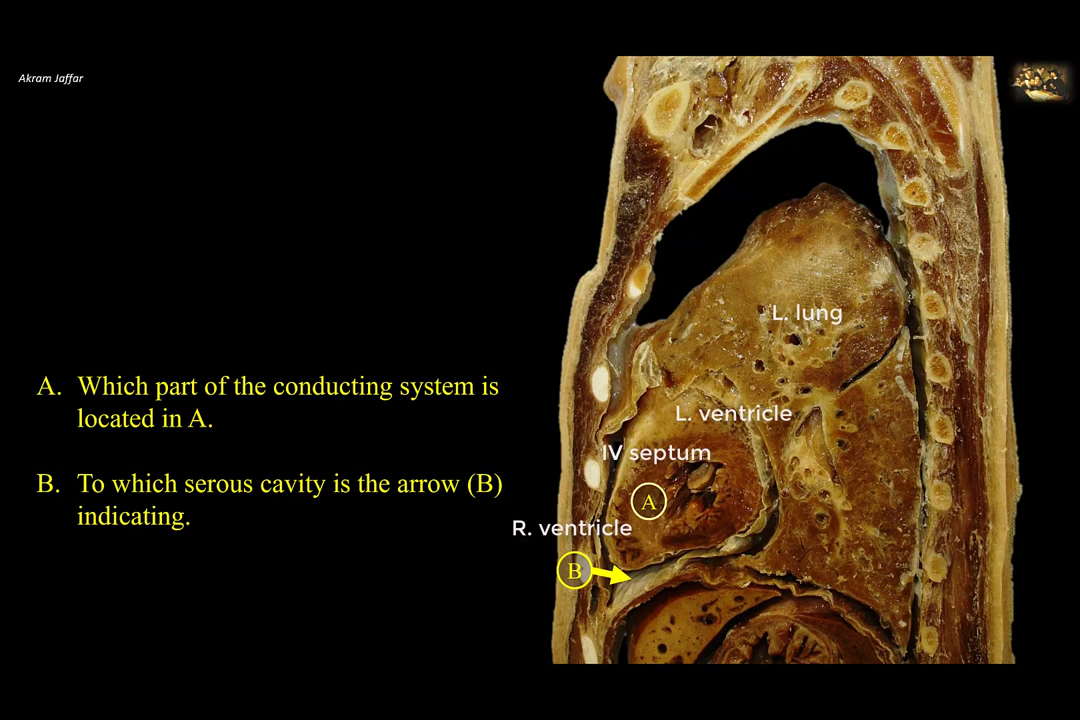 Akram Jaffar
L. lung
A. Which part of the conducting system is
located in A.
L. ventricle
IV septum
B. To which serous cavity is the arrow (B)
indicating.
A
R. ventricle
B